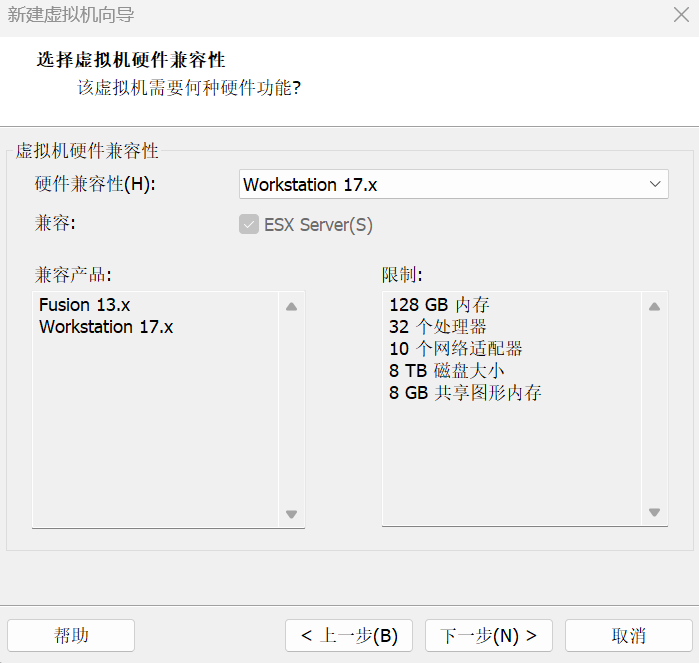 新建虚拟机向导
选择虚拟机硬件兼容性
该虚拟机需要何种硬件功能?
虚拟机硬件兼容性
硬件兼容性(H):
Workstation 17.x
兼容:
ESX Server(S)
兼容产品:
Fusion 13.x
Workstation 17.x
限制:
128 GB 内存
32 个处理器
10 个网络适配器
8 TB 磁盘大小
8 GB 共享图形内存
帮助
< 上一步(B)
下一步(N) >
取消